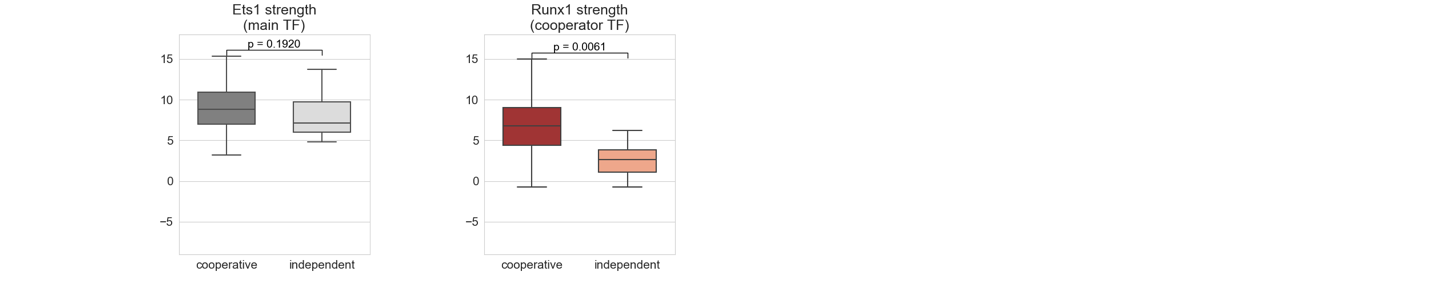 Ets1 strength
(main TF)
p = 0.1920
15
10
5
0
−5
cooperative independent
Runx1 strength
(cooperator TF)
p = 0.0061
15
10
5
0
−5
cooperative independent